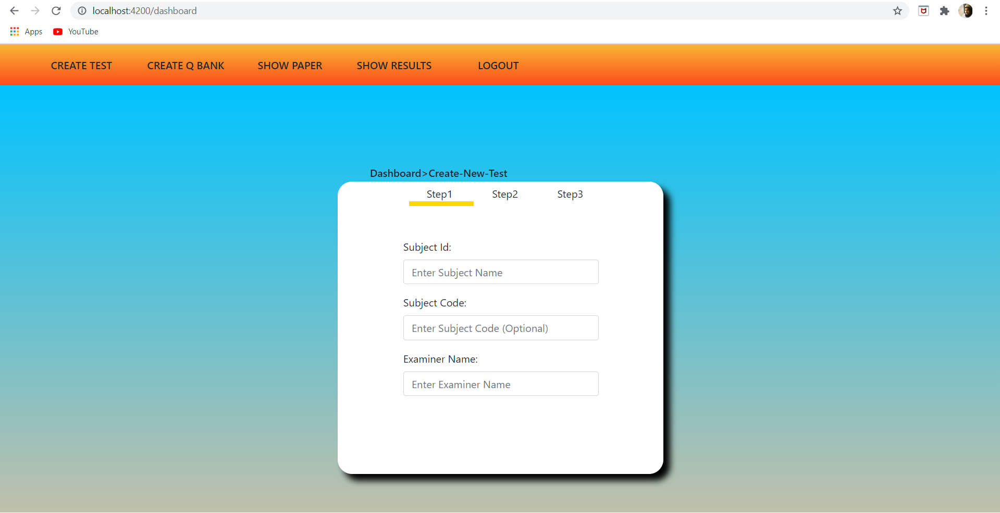 localhost:4200/dashboard
Apps YouTube
CREATE TEST CREATE Q BANK SHOW PAPER SHOW RESULTS LOGOUT
Dashboard>Create-New-Test
Step1 Step2 Step3
Subject Id:
Enter Subject Name
Subject Code:
Enter Subject Code (Optional)
Examiner Name:
Enter Examiner Name